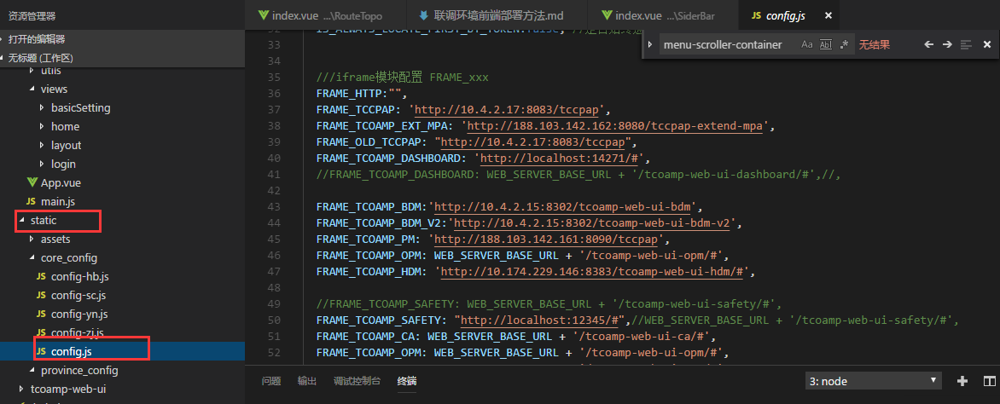 资源管理器
打开的编辑器
无标题 (工作区)
utils
views
basicSetting
home
layout
login
App.vue
JS main.js
static
assets
core_config
JS config-hb.js
JS config-sc.js
JS config-yn.js
JS config-zj.js
JS config.js
province_config
tcoamp-web-ui
index.vue ...\RouteTopo
联调环境前端部署方法.md
index.vue ...\SiderBar
JS config.js ×
menu-scroller-container Aa Abl .* 无结果
33
34
35 ///iframe模块配置 FRAME_xxx
36 FRAME_HTTP:"",
37 FRAME_TCCPAP: 'http://10.4.2.17:8083/tccpap',
38 FRAME_TCOAMP_EXT_MPA: 'http://188.103.142.162:8080/tccpap-extend-mpa',
39 FRAME_OLD_TCCPAP: "http://10.4.2.17:8083/tccpap",
40 FRAME_TCOAMP_DASHBOARD: 'http://localhost:14271/#',
41 //FRAME_TCOAMP_DASHBOARD: WEB_SERVER_BASE_URL + '/tcoamp-web-ui-dashboard/#',//,
42
43 FRAME_TCOAMP_BDM:'http://10.4.2.15:8302/tcoamp-web-ui-bdm',
44 FRAME_TCOAMP_BDM_V2:'http://10.4.2.15:8302/tcoamp-web-ui-bdm-v2',
45 FRAME_TCOAMP_PM: 'http://188.103.142.161:8090/tccpap',
46 FRAME_TCOAMP_OPM: WEB_SERVER_BASE_URL + '/tcoamp-web-ui-opm/#',
47 FRAME_TCOAMP_HDM: 'http://10.174.229.146:8383/tcoamp-web-ui-hdm/#',
48
49 //FRAME_TCOAMP_SAFETY: WEB_SERVER_BASE_URL + '/tcoamp-web-ui-safety/#',
50 FRAME_TCOAMP_SAFETY: "http://localhost:12345/#",//WEB_SERVER_BASE_URL + '/tcoamp-web-ui-safety/#',
51 FRAME_TCOAMP_CA: WEB_SERVER_BASE_URL + '/tcoamp-web-ui-ca/#',
52 FRAME_TCOAMP_OPM: WEB_SERVER_BASE_URL + '/tcoamp-web-ui-opm/#',
问题 输出 调试控制台 终端
3: node